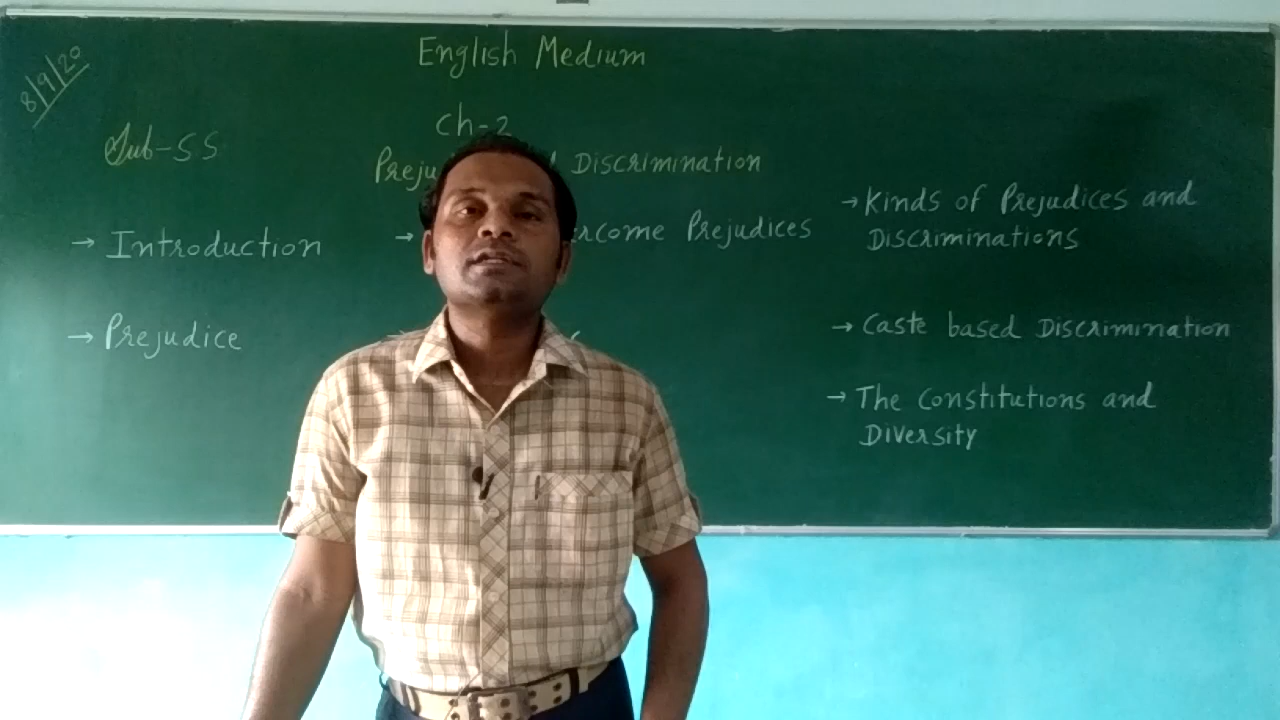 8/9/20
English Medium
Ch-2
Sub-SS
Discrimination
→ Introduction
→ Prejudices
→ Prejudice
→ Kinds of Prejudices and
Discriminations
→ Caste based Discrimination
→ The Constitutions and
Diversity